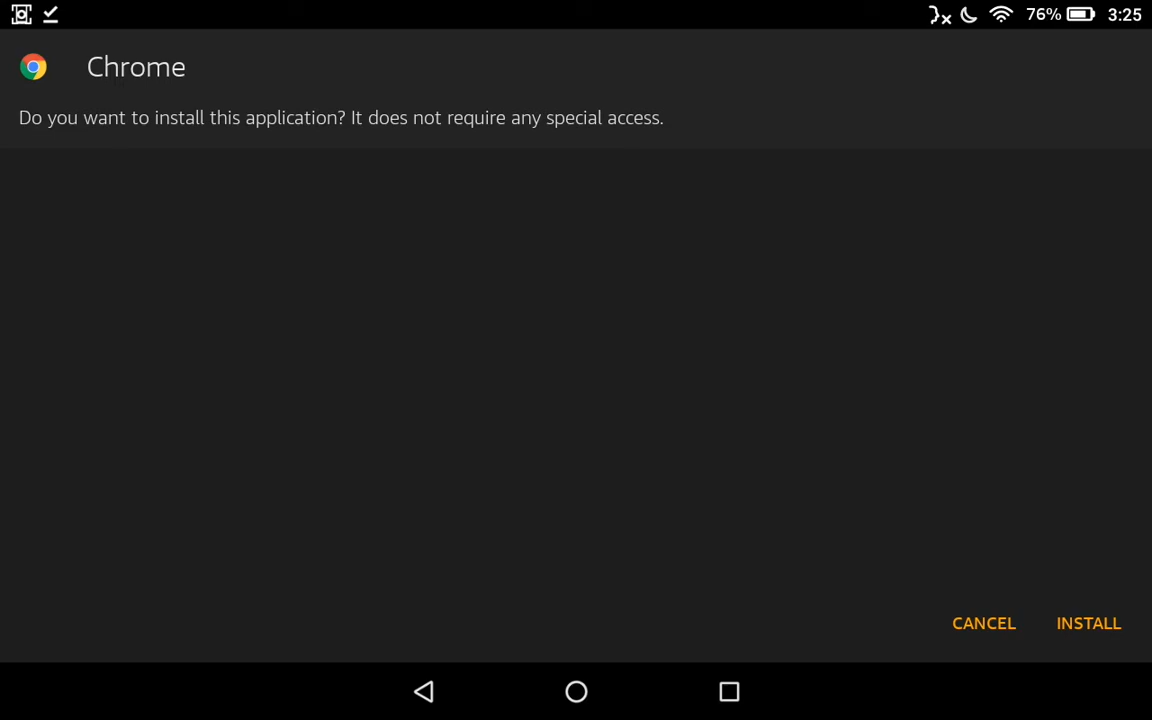 76% 3:25
Chrome
Do you want to install this application? It does not require any special access.
CANCEL INSTALL